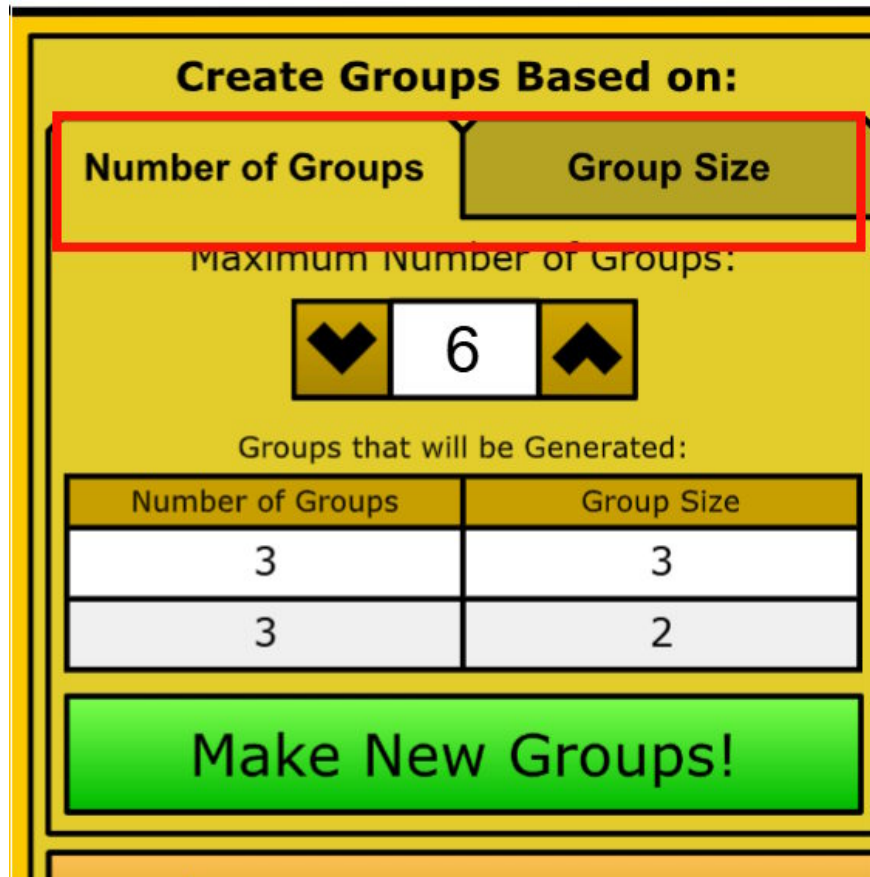 Create Groups Based on:
Number of Groups Group Size
Maximum Number of Groups:
6
Groups that will be Generated:
Number of Groups Group Size
3 3
3 2
Make New Groups!